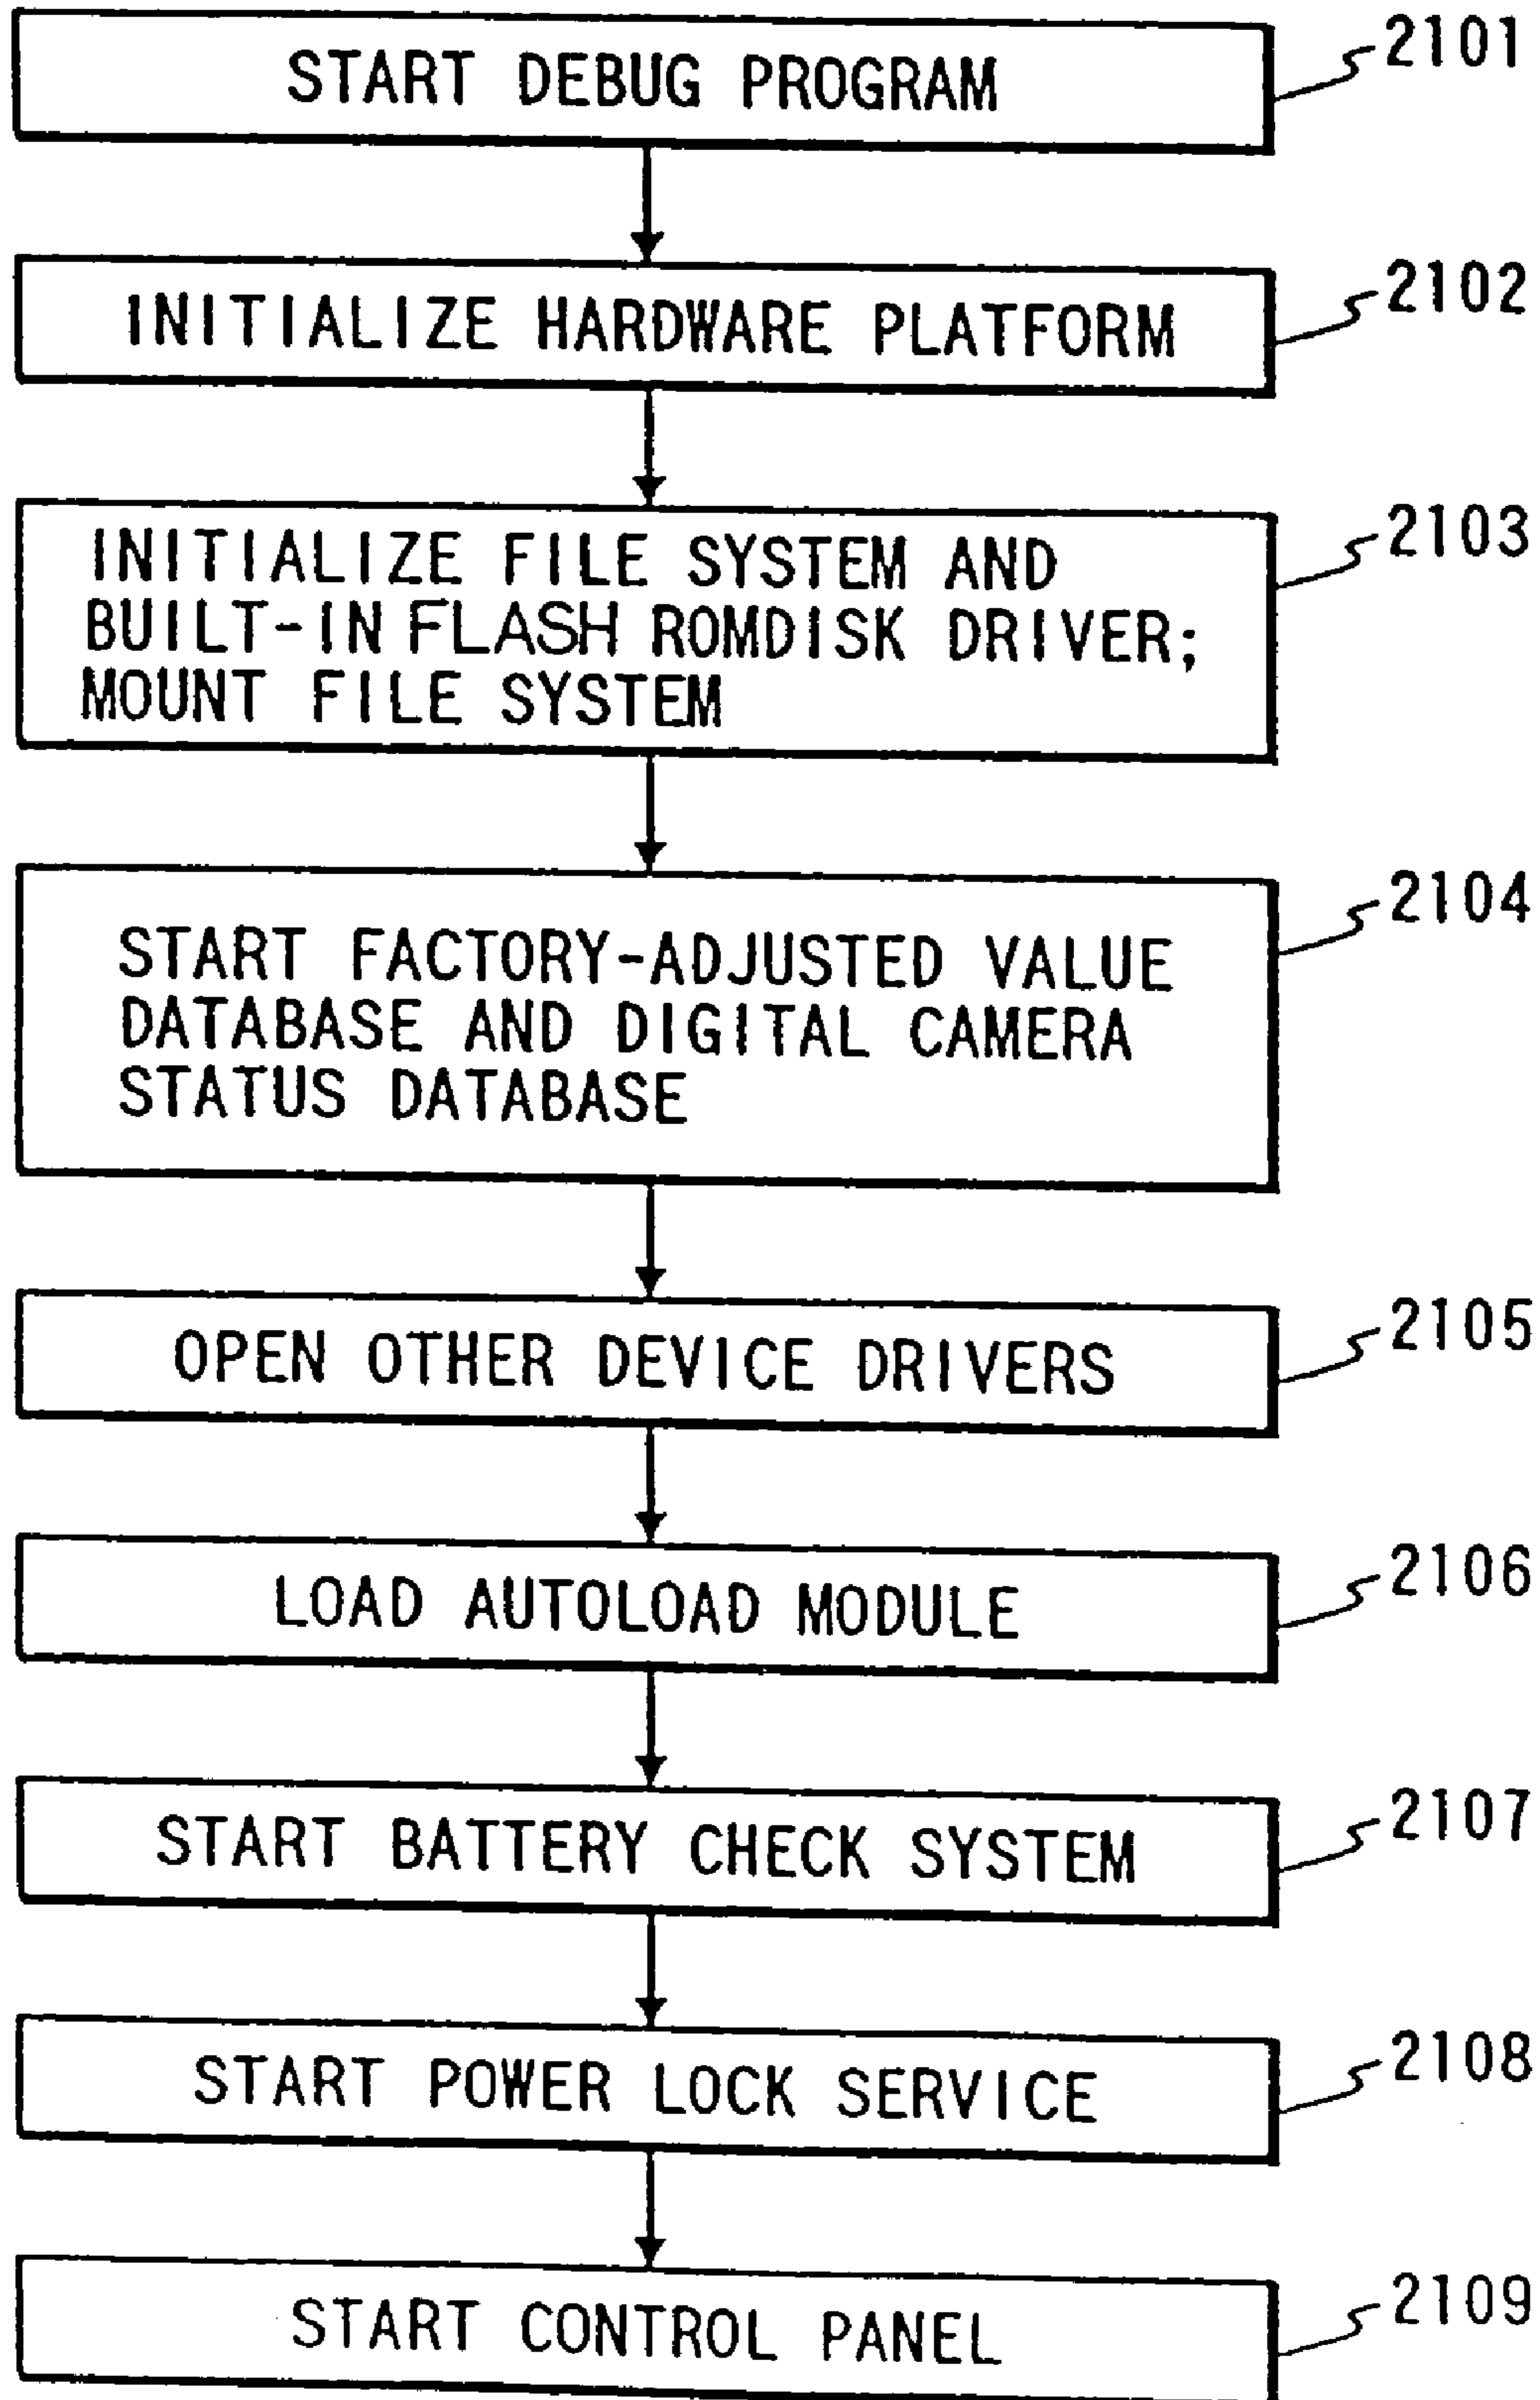 START DEBUG PROGRAM
2101
INITIALIZE HARDWARE PLATFORM
2102
INITIALIZE FILE SYSTEM AND
BUILT-IN FLASH ROMDISK DRIVER;
MOUNT FILE SYSTEM
2103
START FACTORY-ADJUSTED VALUE
DATABASE AND DIGITAL CAMERA
STATUS DATABASE
2104
OPEN OTHER DEVICE DRIVERS
2105
LOAD AUTOLOAD MODULE
2106
START BATTERY CHECK SYSTEM
2107
START POWER LOCK SERVICE
2108
START CONTROL PANEL
2109